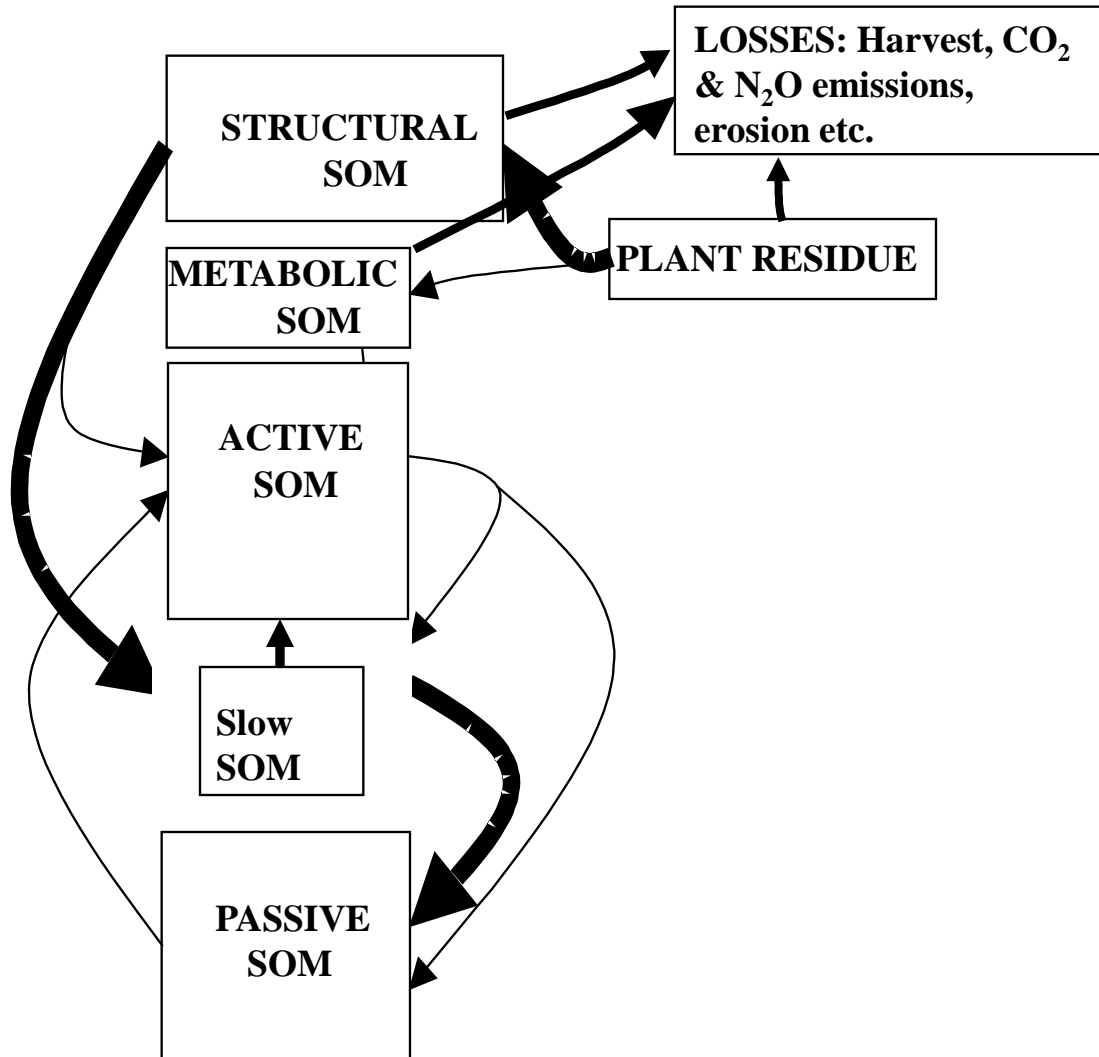 LOSSES: Harvest, CO₂
& N₂O emissions,
erosion etc.
STRUCTURAL
SOM
PLANT RESIDUE
METABOLIC
SOM
ACTIVE
SOM
Slow
SOM
PASSIVE
SOM